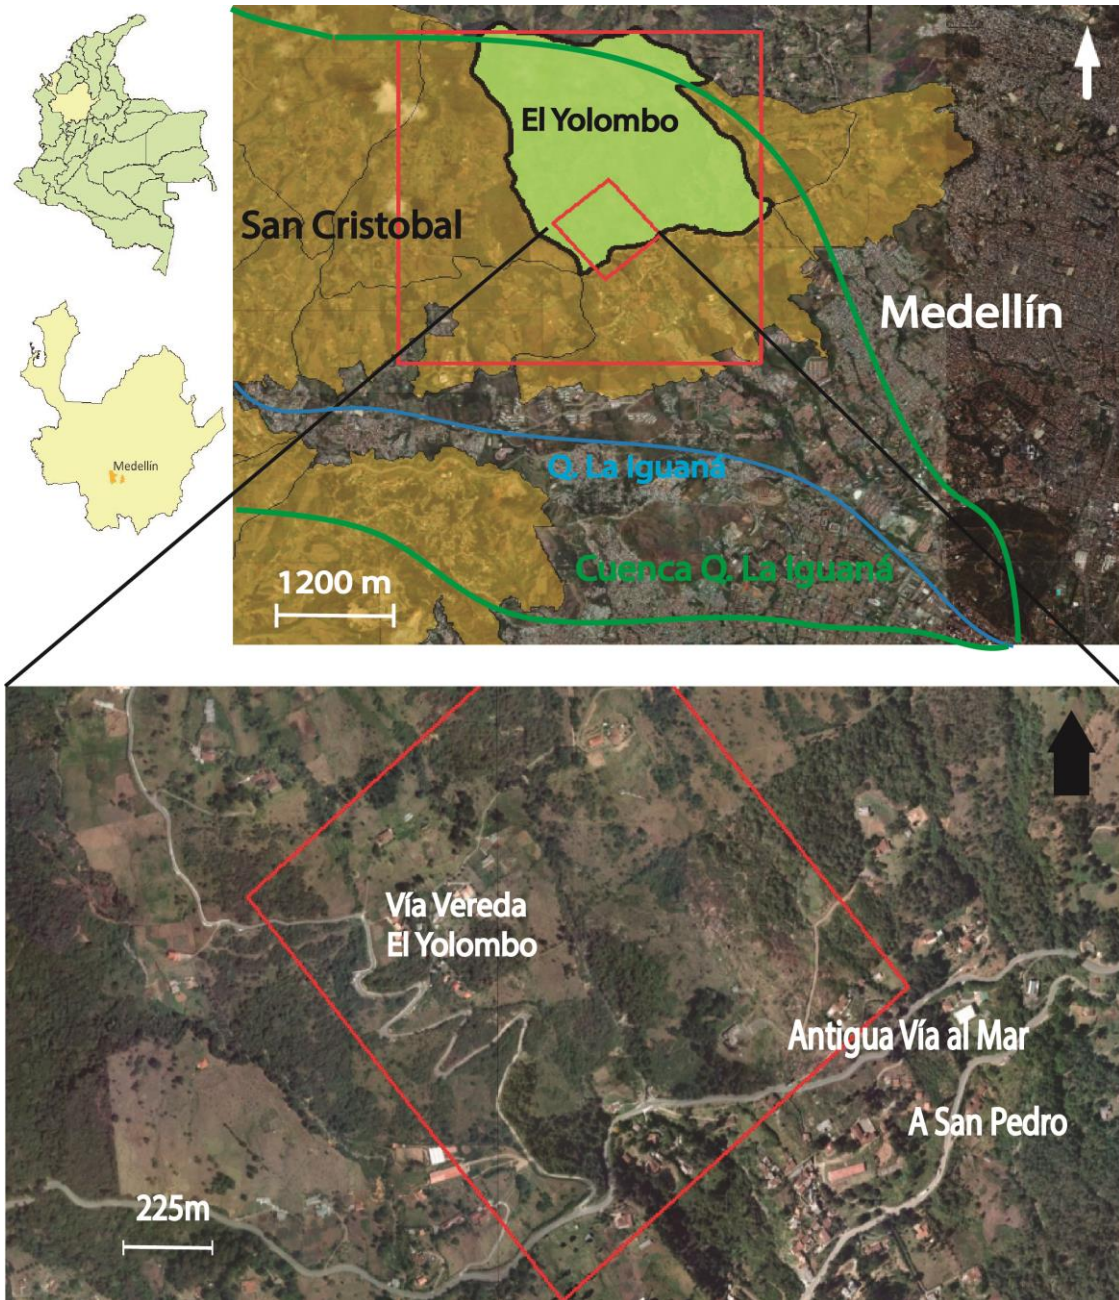 El Yolombo
San Cristobal
Medellín
Medellín
Q. La Iguaná
Cuenca Q. La Iguaná
1200 m
Vía Vereda
El Yolombo
Antigua Vía al Mar
A San Pedro
225m